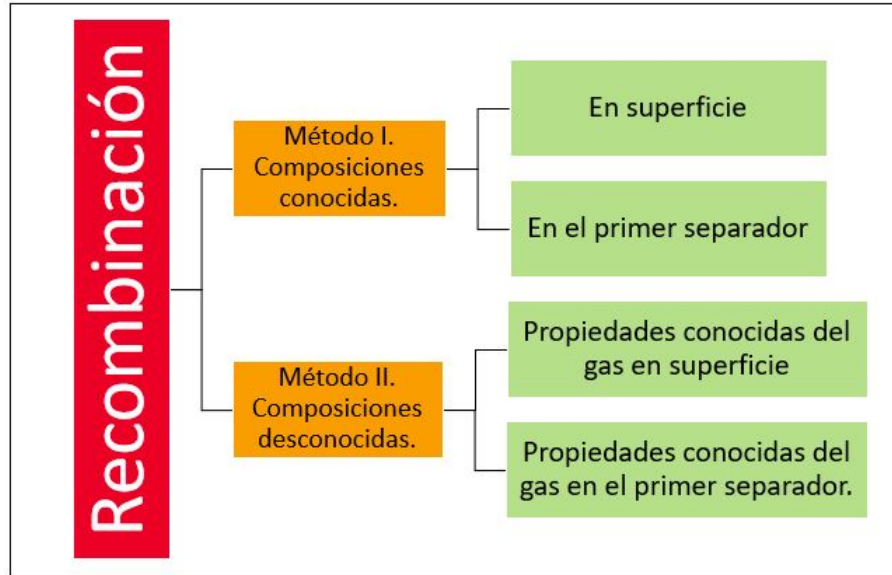 Recombinación
Método I.
Composiciones
conocidas.
En superficie
En el primer separador
Método II.
Composiciones
desconocidas.
Propiedades conocidas del
gas en superficie
Propiedades conocidas del
gas en el primer separador.